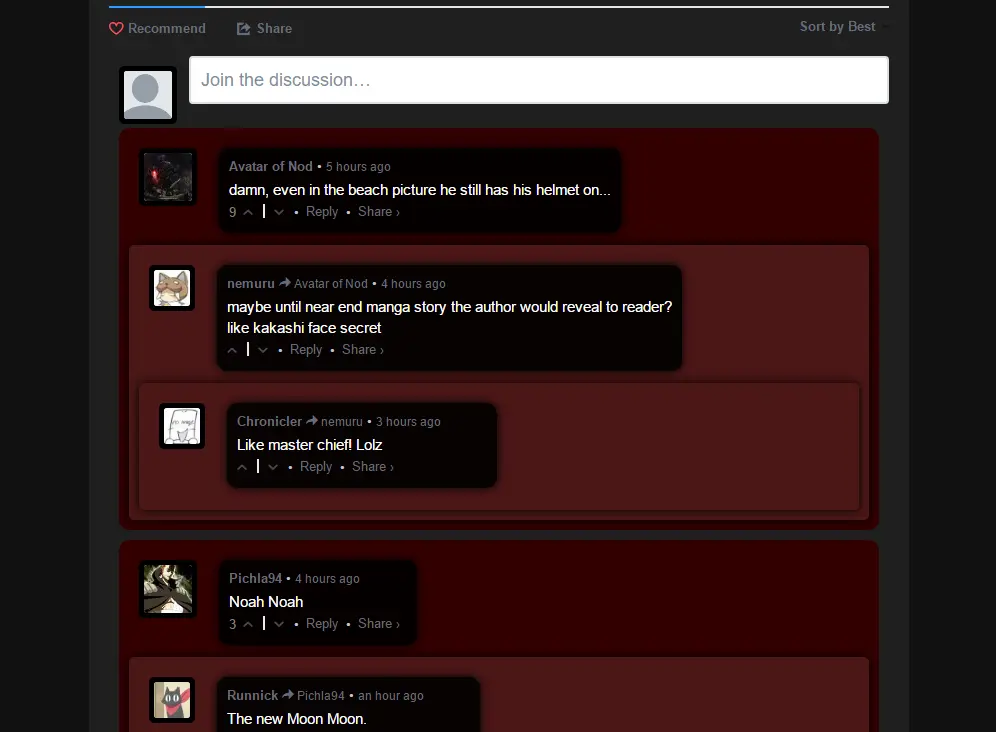 Recommend Share Sort by Best
Join the discussion…
Avatar of Nod • 5 hours ago
damn, even in the beach picture he still has his helmet on...
9 • Reply • Share ›
nemuru Avatar of Nod • 4 hours ago
maybe until near end manga story the author would reveal to reader?
like kakashi face secret
• Reply • Share ›
Chronicler nemuru • 3 hours ago
Like master chief! Lolz
• Reply • Share ›
Pichla94 • 4 hours ago
Noah Noah
3 • Reply • Share ›
Runnick Pichla94 • an hour ago
The new Moon Moon.